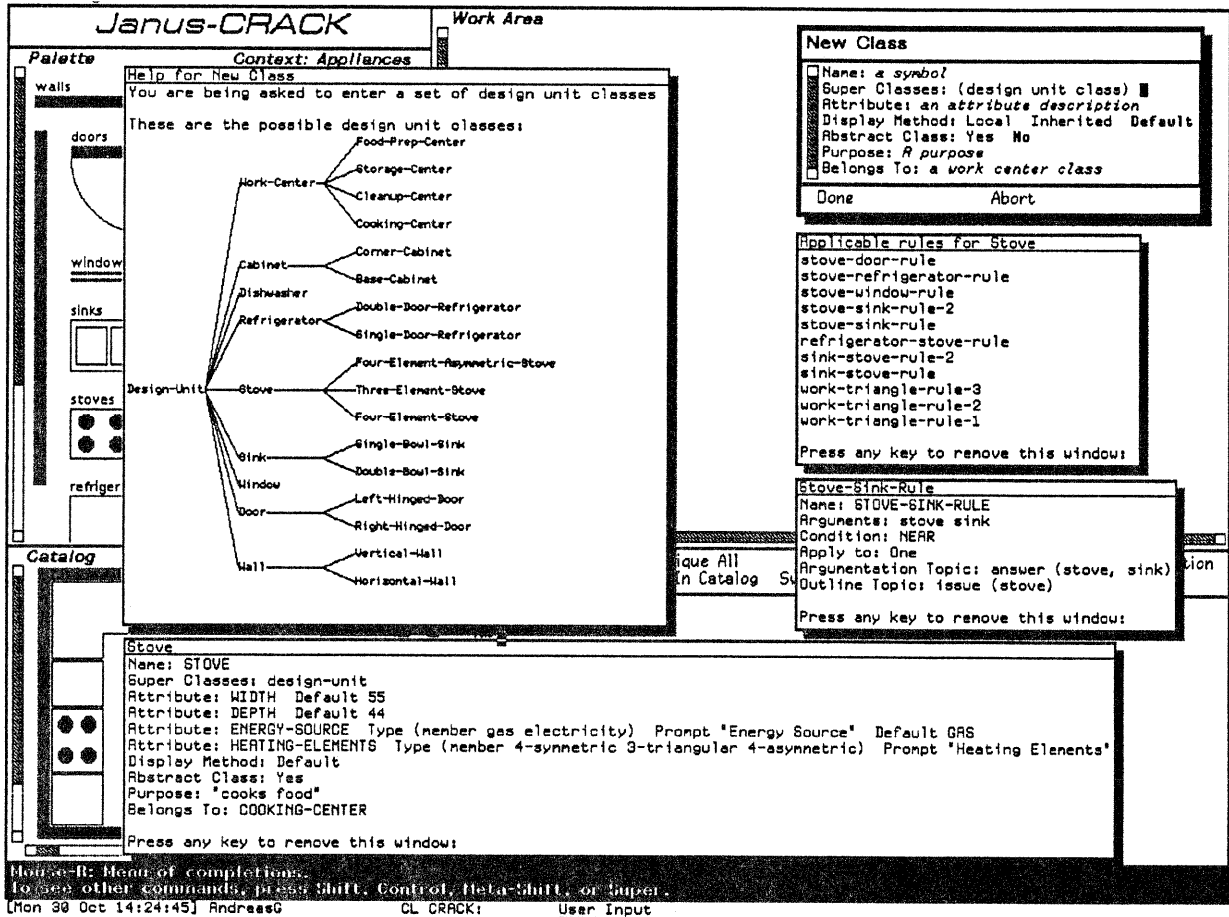 Janus-CRACK
Work Area
Palette
Context: Appliances
walls
doors
window
sinks
stoves
refriger
Catalog
Help for New Class
You are being asked to enter a set of design unit classes
These are the possible design unit classes:
Food-Prep-Center
Storage-Center
Work-Center
Cleanup-Center
Cooking-Center
Corner-Cabinet
Cabinet
Base-Cabinet
Dishwasher
Double-Door-Refrigerator
Refrigerator
Single-Door-Refrigerator
Four-Element-Asymmetric-Stove
Design-Unit
Stove
Three-Element-Stove
Four-Element-Stove
Single-Bowl-Sink
Sink
Double-Bowl-Sink
Window
Left-Hinged-Door
Door
Right-Hinged-Door
Vertical-Wall
Wall
Horizontal-Wall
New Class
Name: a symbol
Super Classes: (design unit class)
Attribute: an attribute description
Display Method: Local Inherited Default
Abstract Class: Yes No
Purpose: A purpose
Belongs To: a work center class
Done Abort
Applicable rules for Stove
stove-door-rule
stove-refrigerator-rule
stove-window-rule
stove-sink-rule-2
stove-sink-rule
refrigerator-stove-rule
sink-stove-rule-2
sink-stove-rule
work-triangle-rule-3
work-triangle-rule-2
work-triangle-rule-1
Press any key to remove this window:
Stove-Sink-Rule
Name: STOVE-SINK-RULE
Arguments: stove sink
Condition: NEAR
Apply to: One
Argumentation Topic: answer (stove, sink)
Outline Topic: issue (stove)
Press any key to remove this window:
ique All
In Catalog Sw
tion
Stove
Name: STOVE
Super Classes: design-unit
Attribute: WIDTH Default 55
Attribute: DEPTH Default 44
Attribute: ENERGY-SOURCE Type (member gas electricity) Prompt "Energy Source" Default GAS
Attribute: HEATING-ELEMENTS Type (member 4-symmetric 3-triangular 4-asymmetric) Prompt "Heating Elements"
Display Method: Default
Abstract Class: Yes
Purpose: "cooks food"
Belongs To: COOKING-CENTER
Press any key to remove this window:
Mouse-R: Menu of completions.
To see other commands, press Shift, Control, Meta-Shift, or Super.
[Mon 30 Oct 14:24:45] AndreasG CL CRACK: User Input